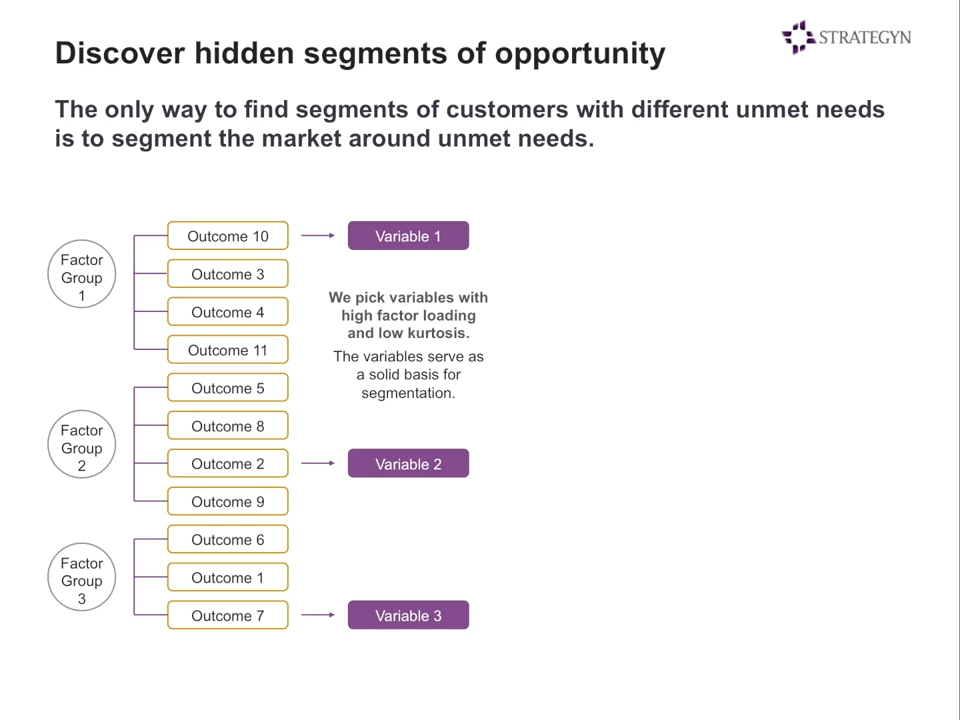 STRATEGYN
Discover hidden segments of opportunity
The only way to find segments of customers with different unmet needs
is to segment the market around unmet needs.
Factor
Group
1
Outcome 10
Variable 1
Outcome 3
Outcome 4
Outcome 11
We pick variables with
high factor loading
and low kurtosis.
The variables serve as
a solid basis for
segmentation.
Factor
Group
2
Outcome 5
Outcome 8
Outcome 2
Variable 2
Outcome 9
Factor
Group
3
Outcome 6
Outcome 1
Outcome 7
Variable 3